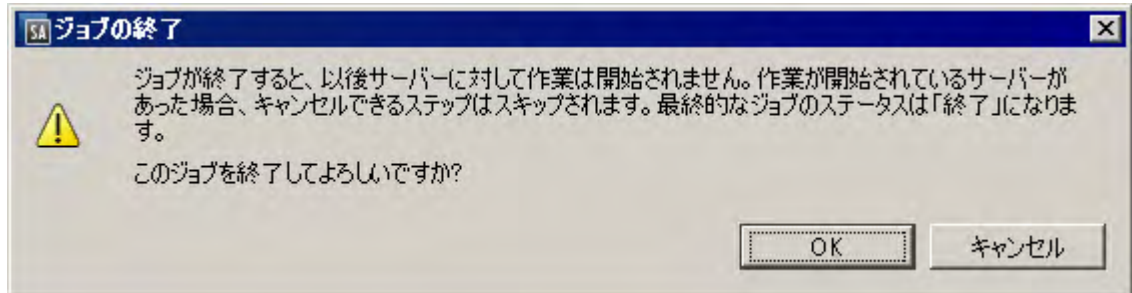 SA ジョブの終了
ジョブが終了すると、以後サーバーに対して作業は開始されません。作業が開始されているサーバーが
あった場合、キャンセルできるステップはスキップされます。最終的なジョブのステータスは「終了」になりま
す。
このジョブを終了してよろしいですか?
OK キャンセル